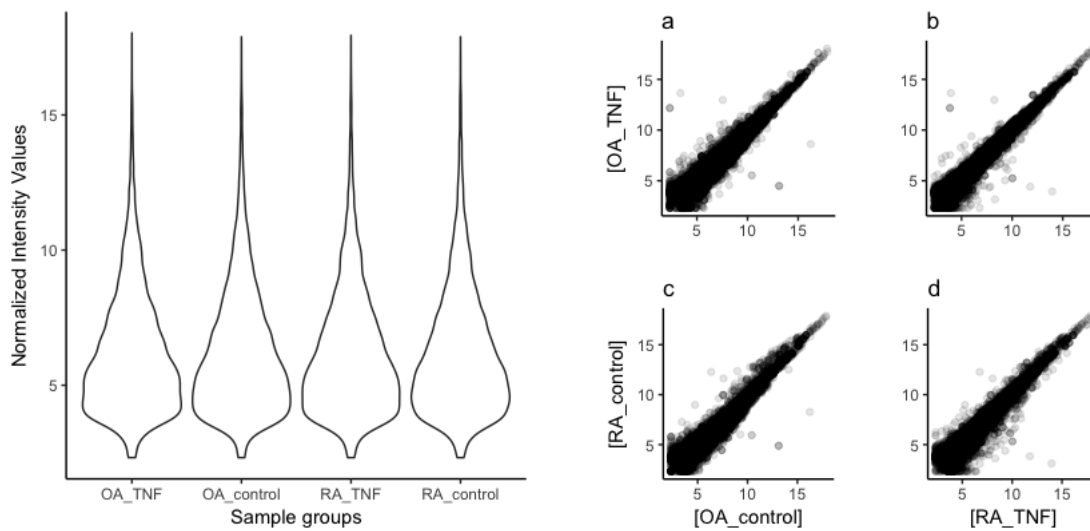 Normalized Intensity Values
15
10
5
OA_TNF OA_control RA_TNF RA_control
Sample groups
a
[OA_TNF]
15
10
5
5 10 15
b
15
10
5
5 10 15
c
[RA_control]
15
10
5
5 10 15
[OA_control]
d
15
10
5
5 10 15
[RA_TNF]